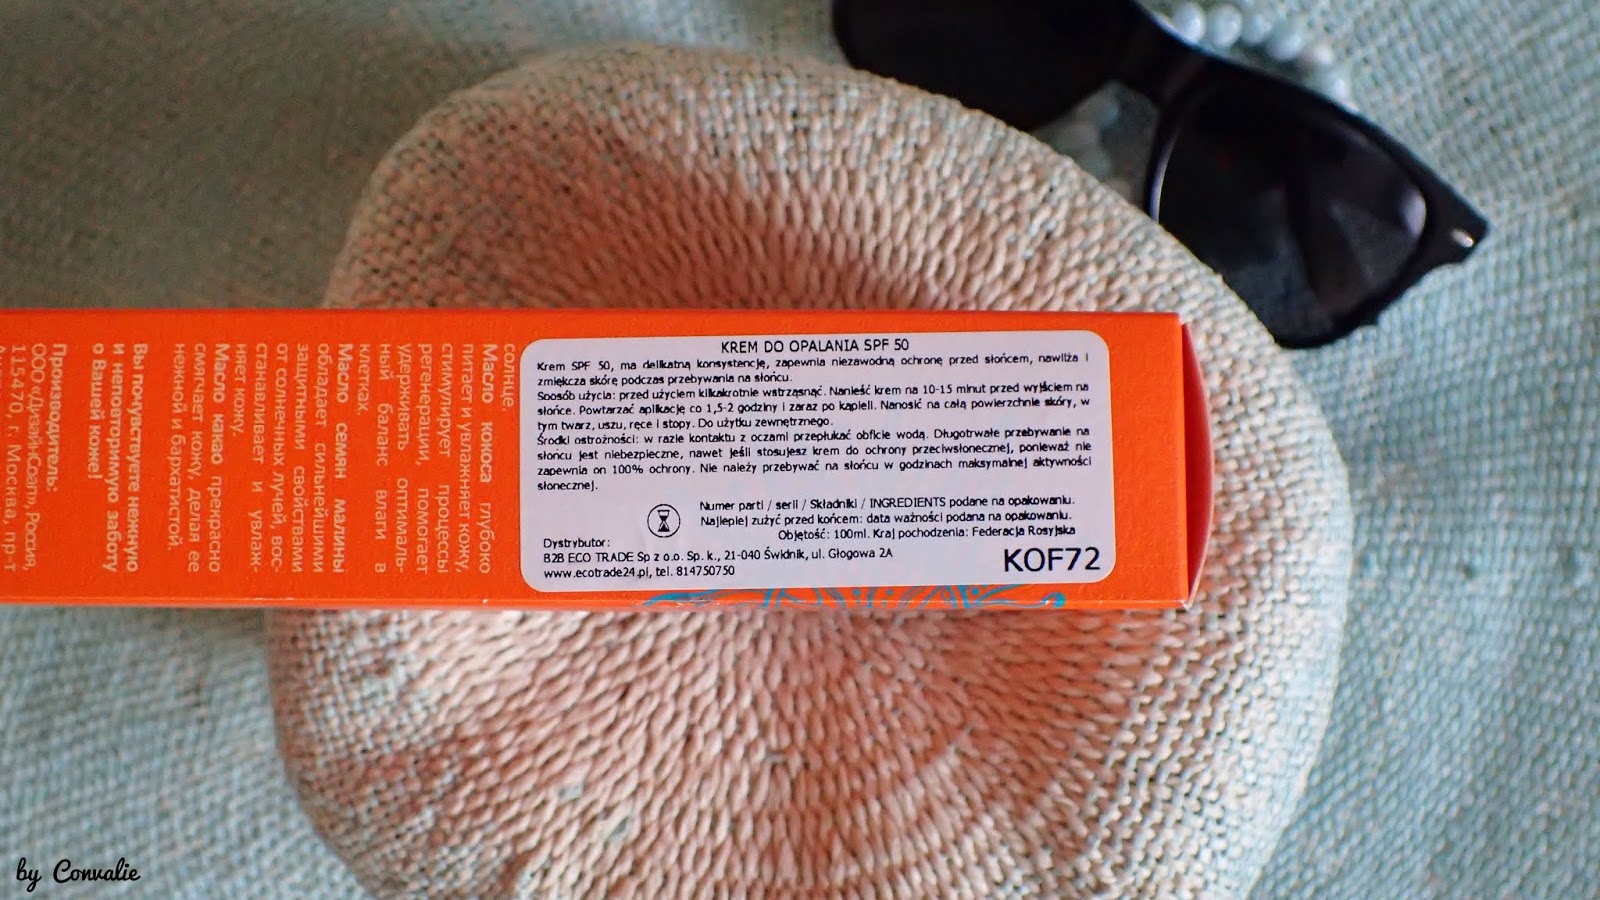 KREM DO OPALANIA SPF 50
Krem SPF 50, ma delikatną konsystencję, zapewnia niezawodną ochronę przed słońcem, nawilża i
zmiękcza skórę podczas przebywania na słońcu.
Sposób użycia: przed użyciem kilkakrotnie wstrząsnąć. Nanieść krem na 10-15 minut przed wyjściem na
słońce. Powtarzać aplikację co 1,5-2 godziny i zaraz po kąpieli. Nanosić na całą powierzchnie skóry, w
tym twarz, uszu, ręce i stopy. Do użytku zewnętrznego.
Środki ostrożności: w razie kontaktu z oczami przepłukać obficie wodą. Długotrwałe przebywanie na
słońcu jest niebezpieczne, nawet jeśli stosujesz krem do ochrony przeciwsłonecznej, ponieważ nie
zapewnia on 100% ochrony. Nie należy przebywać na słońcu w godzinach maksymalnej aktywności
słonecznej.
Numer parti / serii / Składniki / INGREDIENTS podane na opakowaniu.
Najlepiej zużyć przed końcem: data ważności podana na opakowaniu.
Objętość: 100ml. Kraj pochodzenia: Federacja Rosyjska
Dystrybutor:
B2B ECO TRADE Sp z o.o. Sp. k., 21-040 Świdnik, ul. Głogowa 2A
www.ecotrade24.pl, tel. 814750750
KOF72
солнце.
Масло кокоса глубоко
питает и увлажняет кожу,
стимулирует процессы
регенерации, помогает
удерживать оптималь-
ный баланс влаги в
клетках.
Масло семян малины
обладает сильнейшими
защитными свойствами
от солнечных лучей, вос-
станавливает и увлаж-
няет кожу.
Масло какао прекрасно
смягчает кожу, делая ее
нежной и бархатистой.
Вы почувствуете нежную
и неповторимую заботу
о Вашей коже!
Производитель:
ООО «ДизайнСоап», Россия,
115470, г. Москва, пр-т
by Convalie